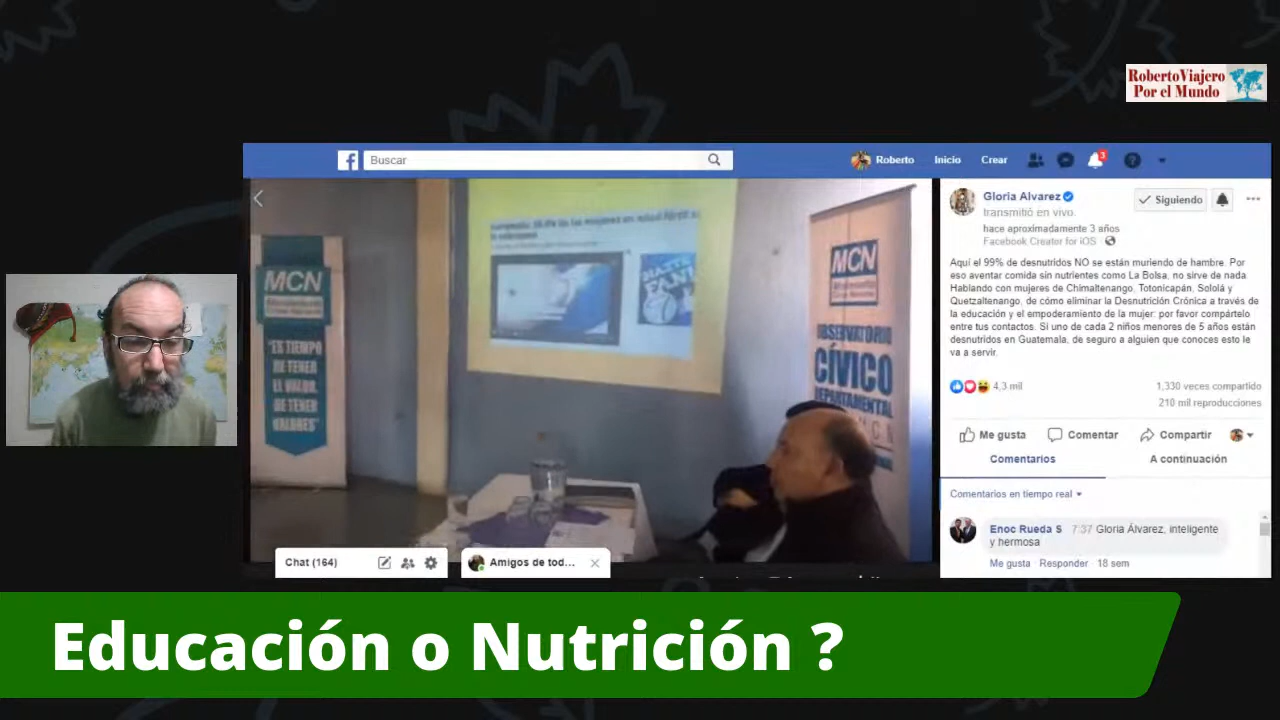 RobertoViajero
Por el Mundo
Buscar
Roberto
Inicio
Crear
3
MCN
"ES TIEMPO
DE TENER
EL VALOR,
DE TENER
VALORES"
MCN
OBSERVATORIO
CÍVICO
DEPARTAMENTAL
Gloria Alvarez
transmitió en vivo.
Siguiendo
hace aproximadamente 3 años
Facebook Creator for iOS
Aquí el 99% de desnutridos NO se están muriendo de hambre. Por
eso aventar comida sin nutrientes como La Bolsa, no sirve de nada
Hablando con mujeres de Chimaltenango. Totonicapán, Sololá y
Quetzaltenango, de cómo eliminar la Desnutrición Crónica a través de
la educación y el empoderamiento de la mujer: por favor compártelo
entre tus contactos. Si uno de cada 2 niños menores de 5 años están
desnutridos en Guatemala, de seguro a alguien que conoces esto le
va a servir.
4,3 mil
1,330 veces compartido
210 mil reproducciones
Me gusta
Comentar
Compartir
Comentarios
A continuación
Comentarios en tiempo real
Enoc Rueda S 7:37 Gloria Álvarez, inteligente
y hermosa
Me gusta Responder 18 sem
Chat (164)
Amigos de tod...
Educación o Nutrición ?